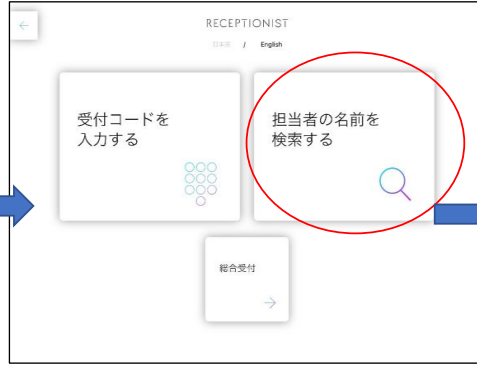 RECEPTIONIST
日本語 / English
受付コードを
入力する
担当者の名前を
検索する
総合受付